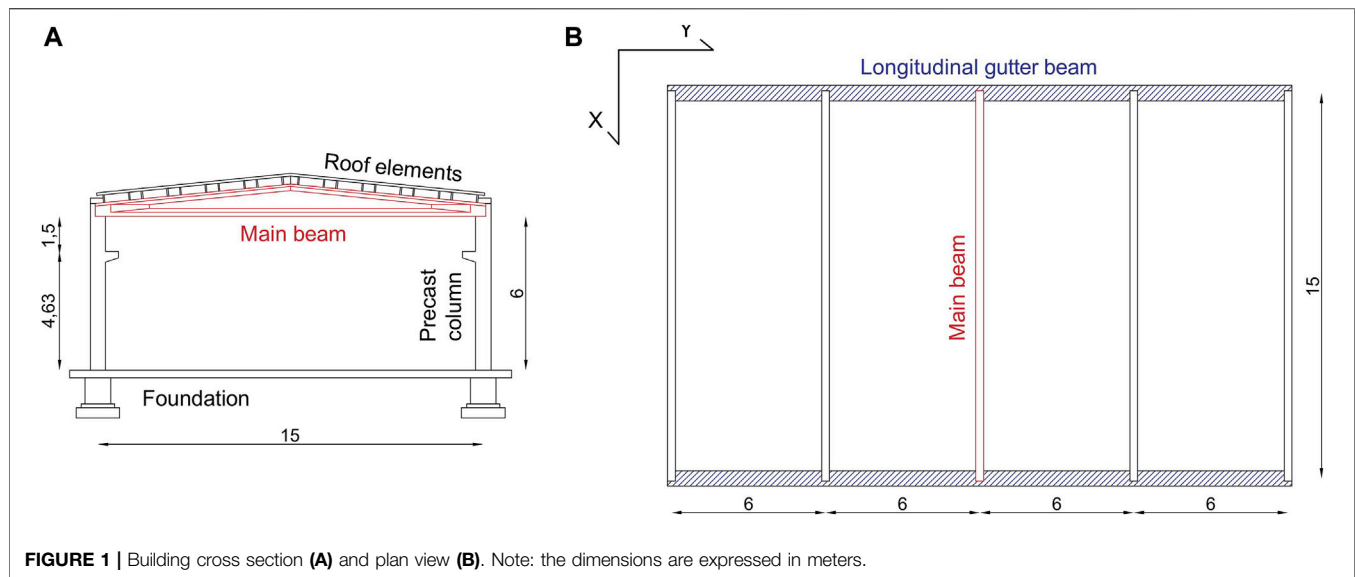 A
Roof elements
Main beam
1,5
4,63
Precast
column
6
Foundation
15
B
Y
X
Longitudinal gutter beam
Main beam
15
6 6 6 6
FIGURE 1 | Building cross section (A) and plan view (B). Note: the dimensions are expressed in meters.